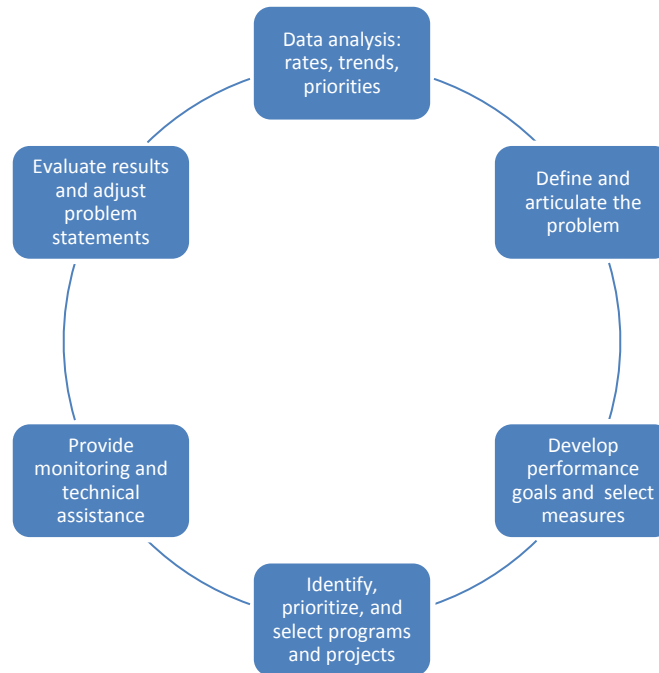 Data analysis:
rates, trends,
priorities
Define and
articulate the
problem
Develop
performance
goals and  select
measures
Identify,
prioritize, and
select programs
and projects
Provide
monitoring and
technical
assistance
Evaluate results
and adjust
problem
statements